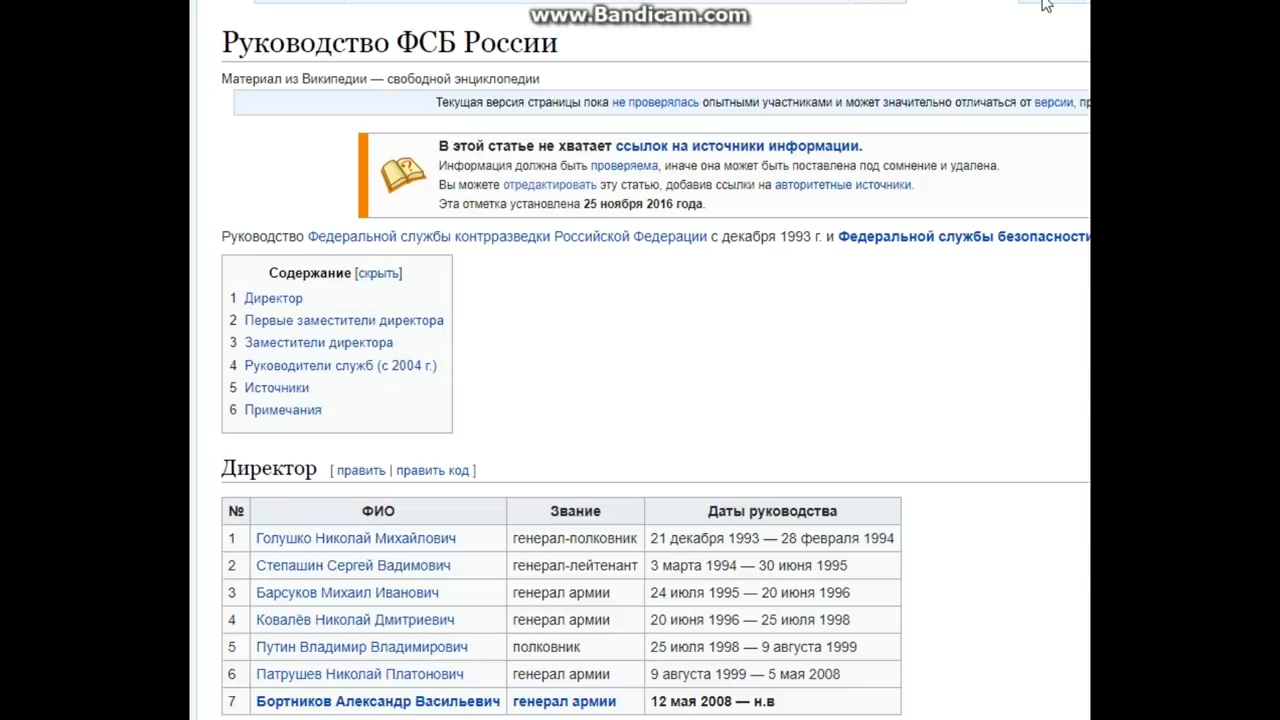 www.Bandicam.com
Руководство ФСБ России
Материал из Википедии — свободной энциклопедии
Текущая версия страницы пока не проверялась опытными участниками и может значительно отличаться от версии, пр
В этой статье не хватает ссылок на источники информации.
Информация должна быть проверяема, иначе она может быть поставлена под сомнение и удалена.
Вы можете отредактировать эту статью, добавив ссылки на авторитетные источники.
Эта отметка установлена 25 ноября 2016 года.
Руководство Федеральной службы контрразведки Российской Федерации с декабря 1993 г. и Федеральной службы безопасности
Содержание [скрыть]
1 Директор
2 Первые заместители директора
3 Заместители директора
4 Руководители служб (с 2004 г.)
5 Источники
6 Примечания
Директор [ править | править код ]
№ ФИО Звание Даты руководства
1 Голушко Николай Михайлович генерал-полковник 21 декабря 1993 — 28 февраля 1994
2 Степашин Сергей Вадимович генерал-лейтенант 3 марта 1994 — 30 июня 1995
3 Барсуков Михаил Иванович генерал армии 24 июля 1995 — 20 июня 1996
4 Ковалёв Николай Дмитриевич генерал армии 20 июня 1996 — 25 июля 1998
5 Путин Владимир Владимирович полковник 25 июля 1998 — 9 августа 1999
6 Патрушев Николай Платонович генерал армии 9 августа 1999 — 5 мая 2008
7 Бортников Александр Васильевич генерал армии 12 мая 2008 — н.в